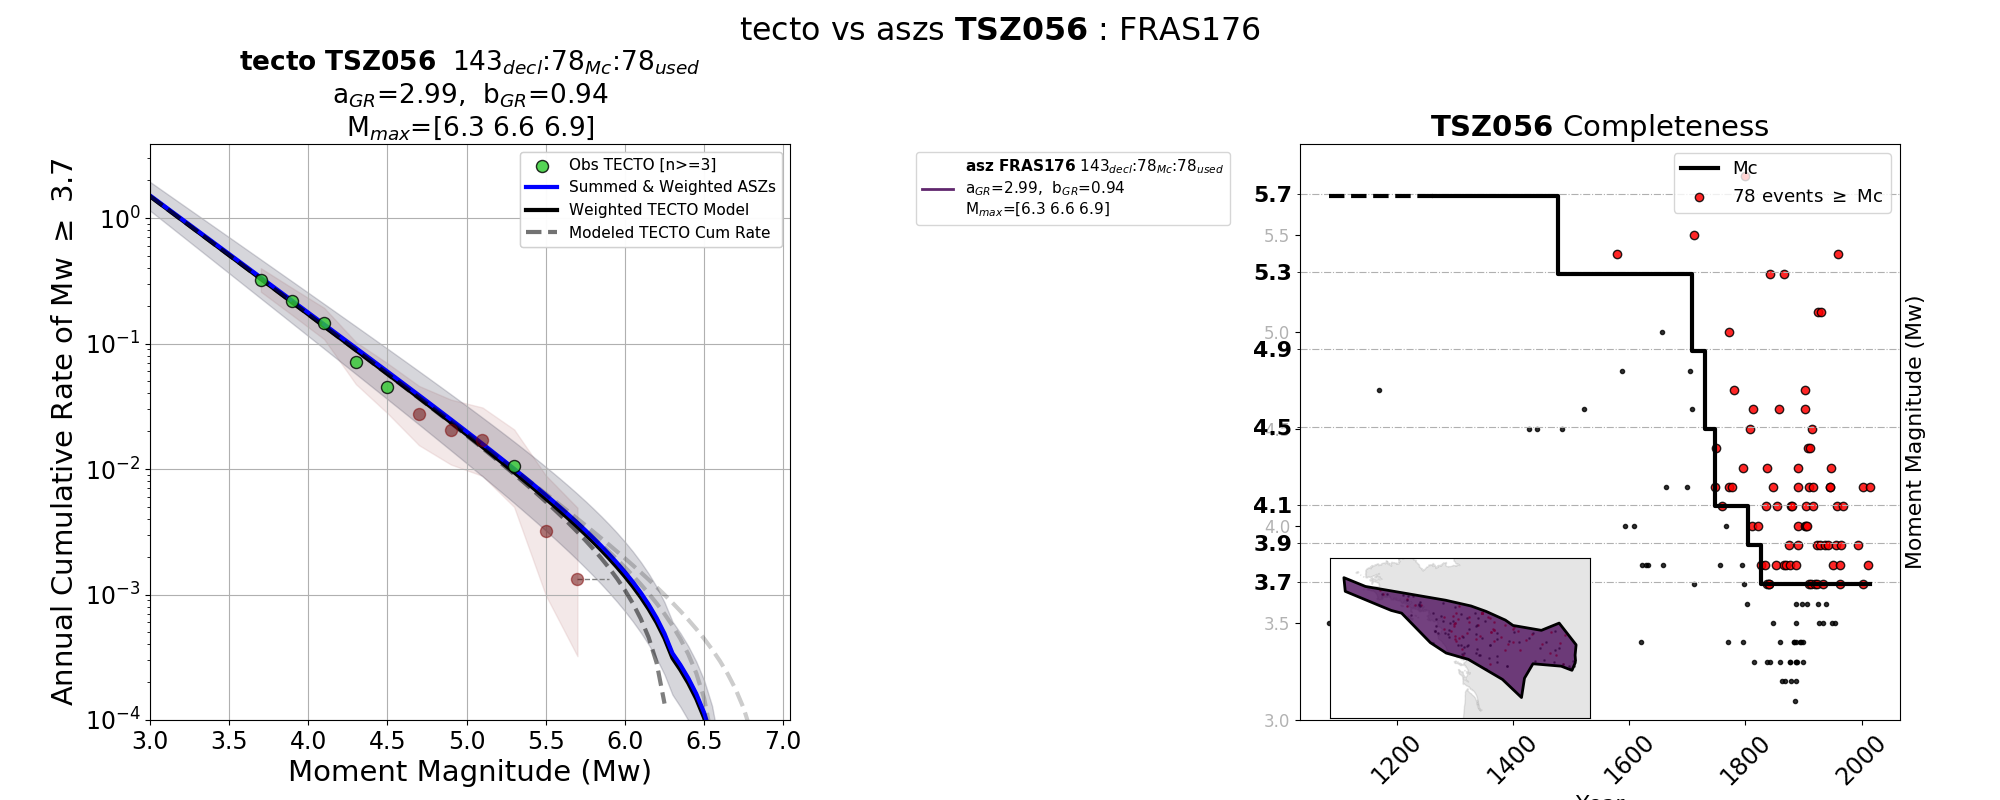 tecto vs aszs TSZ056 : FRAS176
tecto TSZ056 143decl:78Mc:78used
aGR=2.99, bGR=0.94
Mmax=[6.3 6.6 6.9]
Annual Cumulative Rate of Mw ≥ 3.7
10^0
10^−1
10^−2
10^−3
10^−4
3.0 3.5 4.0 4.5 5.0 5.5 6.0 6.5 7.0
Moment Magnitude (Mw)
Obs TECTO [n>=3]
Summed & Weighted ASZs
Weighted TECTO Model
Modeled TECTO Cum Rate
asz FRAS176 143decl:78Mc:78used
aGR=2.99, bGR=0.94
Mmax=[6.3 6.6 6.9]
TSZ056 Completeness
Mc
78 events ≥ Mc
5.7
5.5
5.3
5.0
4.9
4.5
4.1
4.0
3.9
3.7
3.5
3.0
1200 1400 1600 1800 2000
Moment Magnitude (Mw)